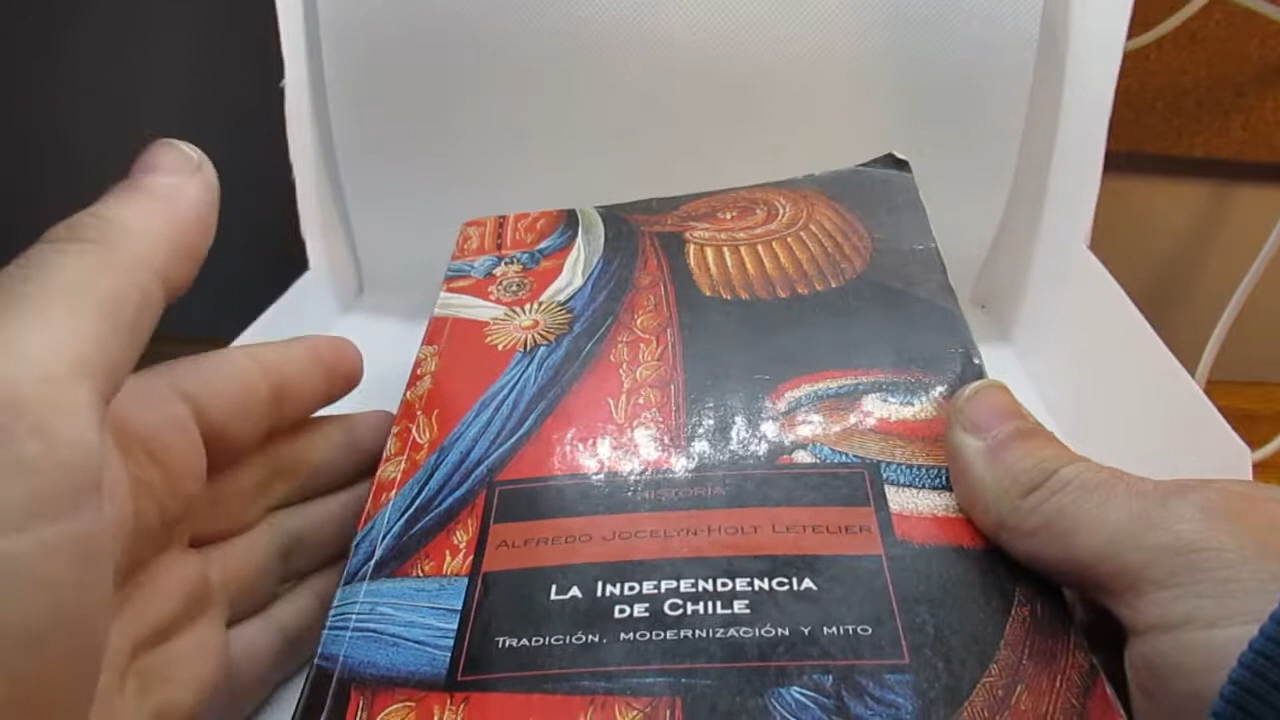 HISTORIA
ALFREDO JOCELYN-HOLT LETELIER
LA INDEPENDENCIA
DE CHILE
TRADICIÓN, MODERNIZACIÓN Y MITO